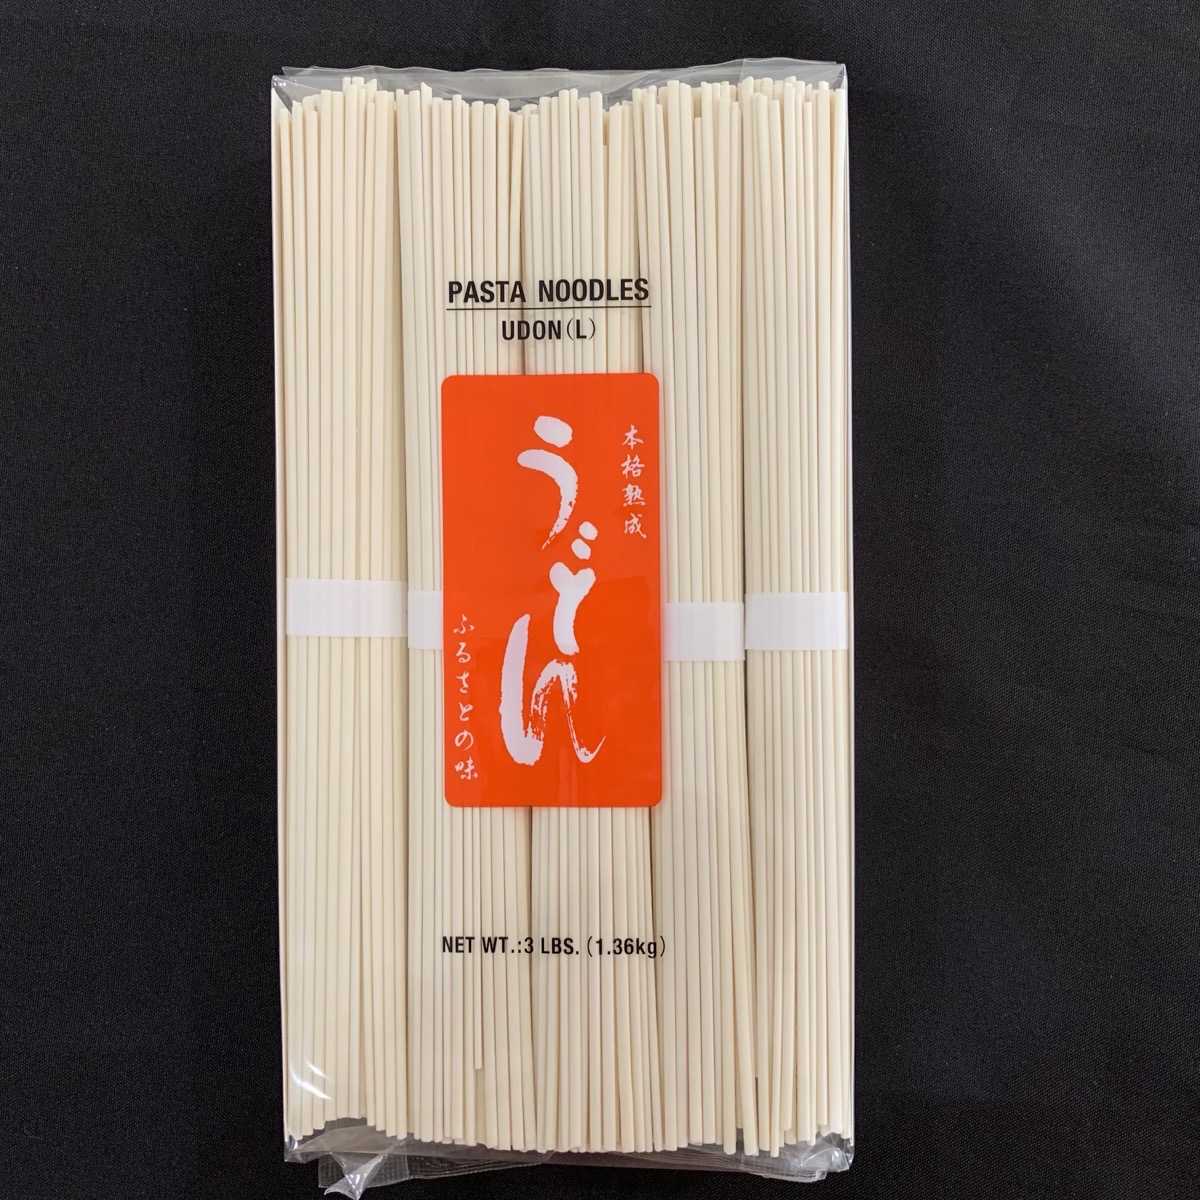 PASTA NOODLES
UDON(L)
本格熟成
うどん
ふるさとの味
NET WT.:3 LBS.(1.36kg)